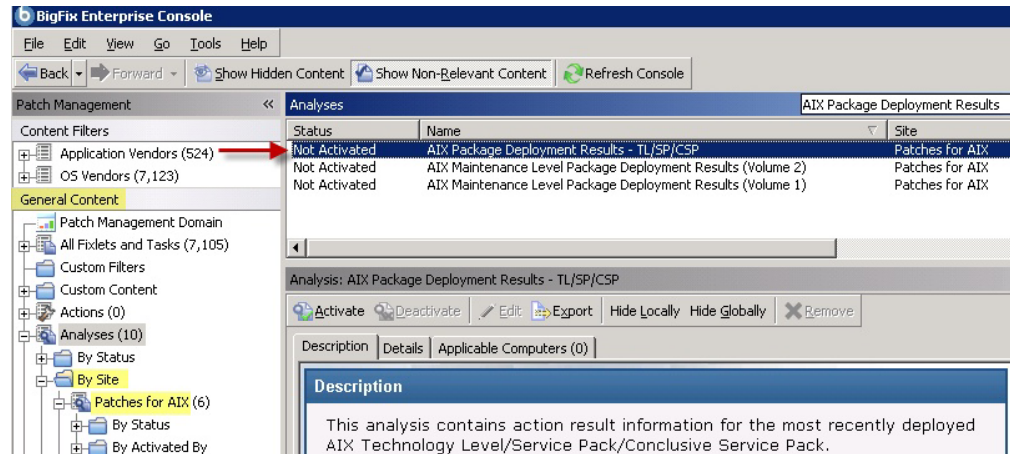 BigFix Enterprise Console
File Edit View Go Tools Help
Back Forward Show Hidden Content Show Non-Relevant Content Refresh Console
Patch Management «
Content Filters
Application Vendors (524)
OS Vendors (7,123)
General Content
Patch Management Domain
All Fixlets and Tasks (7,105)
Custom Filters
Custom Content
Actions (0)
Analyses (10)
By Status
By Site
Patches for AIX (6)
By Status
By Activated By
Analyses AIX Package Deployment Results
Status Name Site
Not Activated AIX Package Deployment Results - TL/SP/CSP Patches for AIX
Not Activated AIX Maintenance Level Package Deployment Results (Volume 2) Patches for AIX
Not Activated AIX Maintenance Level Package Deployment Results (Volume 1) Patches for AIX
Analysis: AIX Package Deployment Results - TL/SP/CSP
Activate Deactivate Edit Export Hide Locally Hide Globally Remove
Description Details Applicable Computers (0)
Description
This analysis contains action result information for the most recently deployed
AIX Technology Level/Service Pack/Conclusive Service Pack.